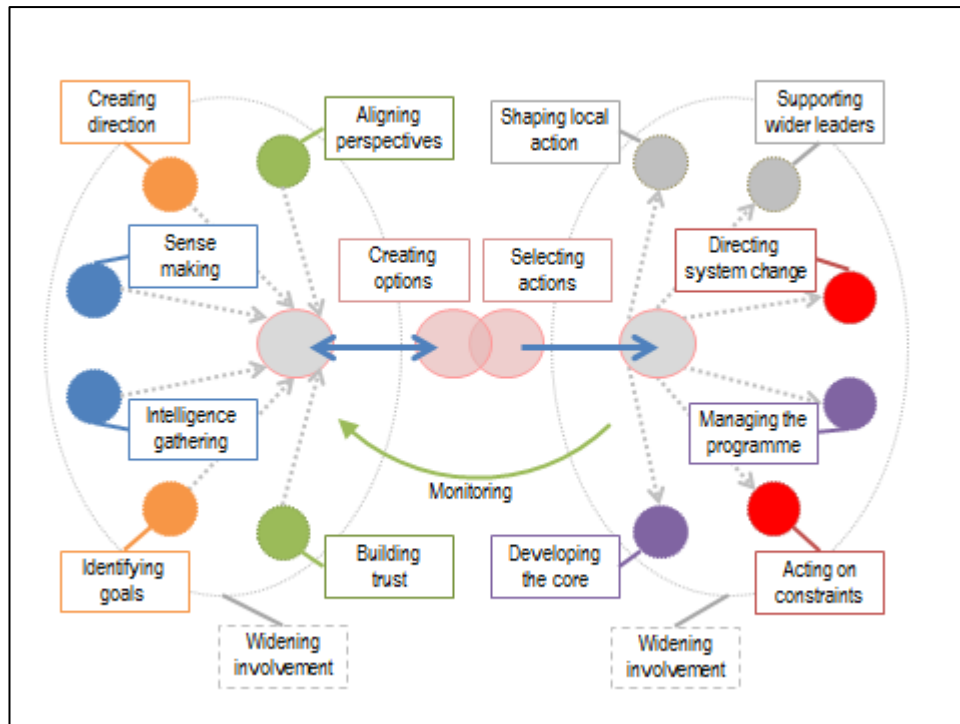 Creating
direction
Aligning
perspectives
Shaping local
action
Supporting
wider leaders
Sense
making
Creating
options
Selecting
actions
Directing
system change
Intelligence
gathering
Managing the
programme
Monitoring
Identifying
goals
Building
trust
Developing
the core
Acting on
constraints
Widening
involvement
Widening
involvement